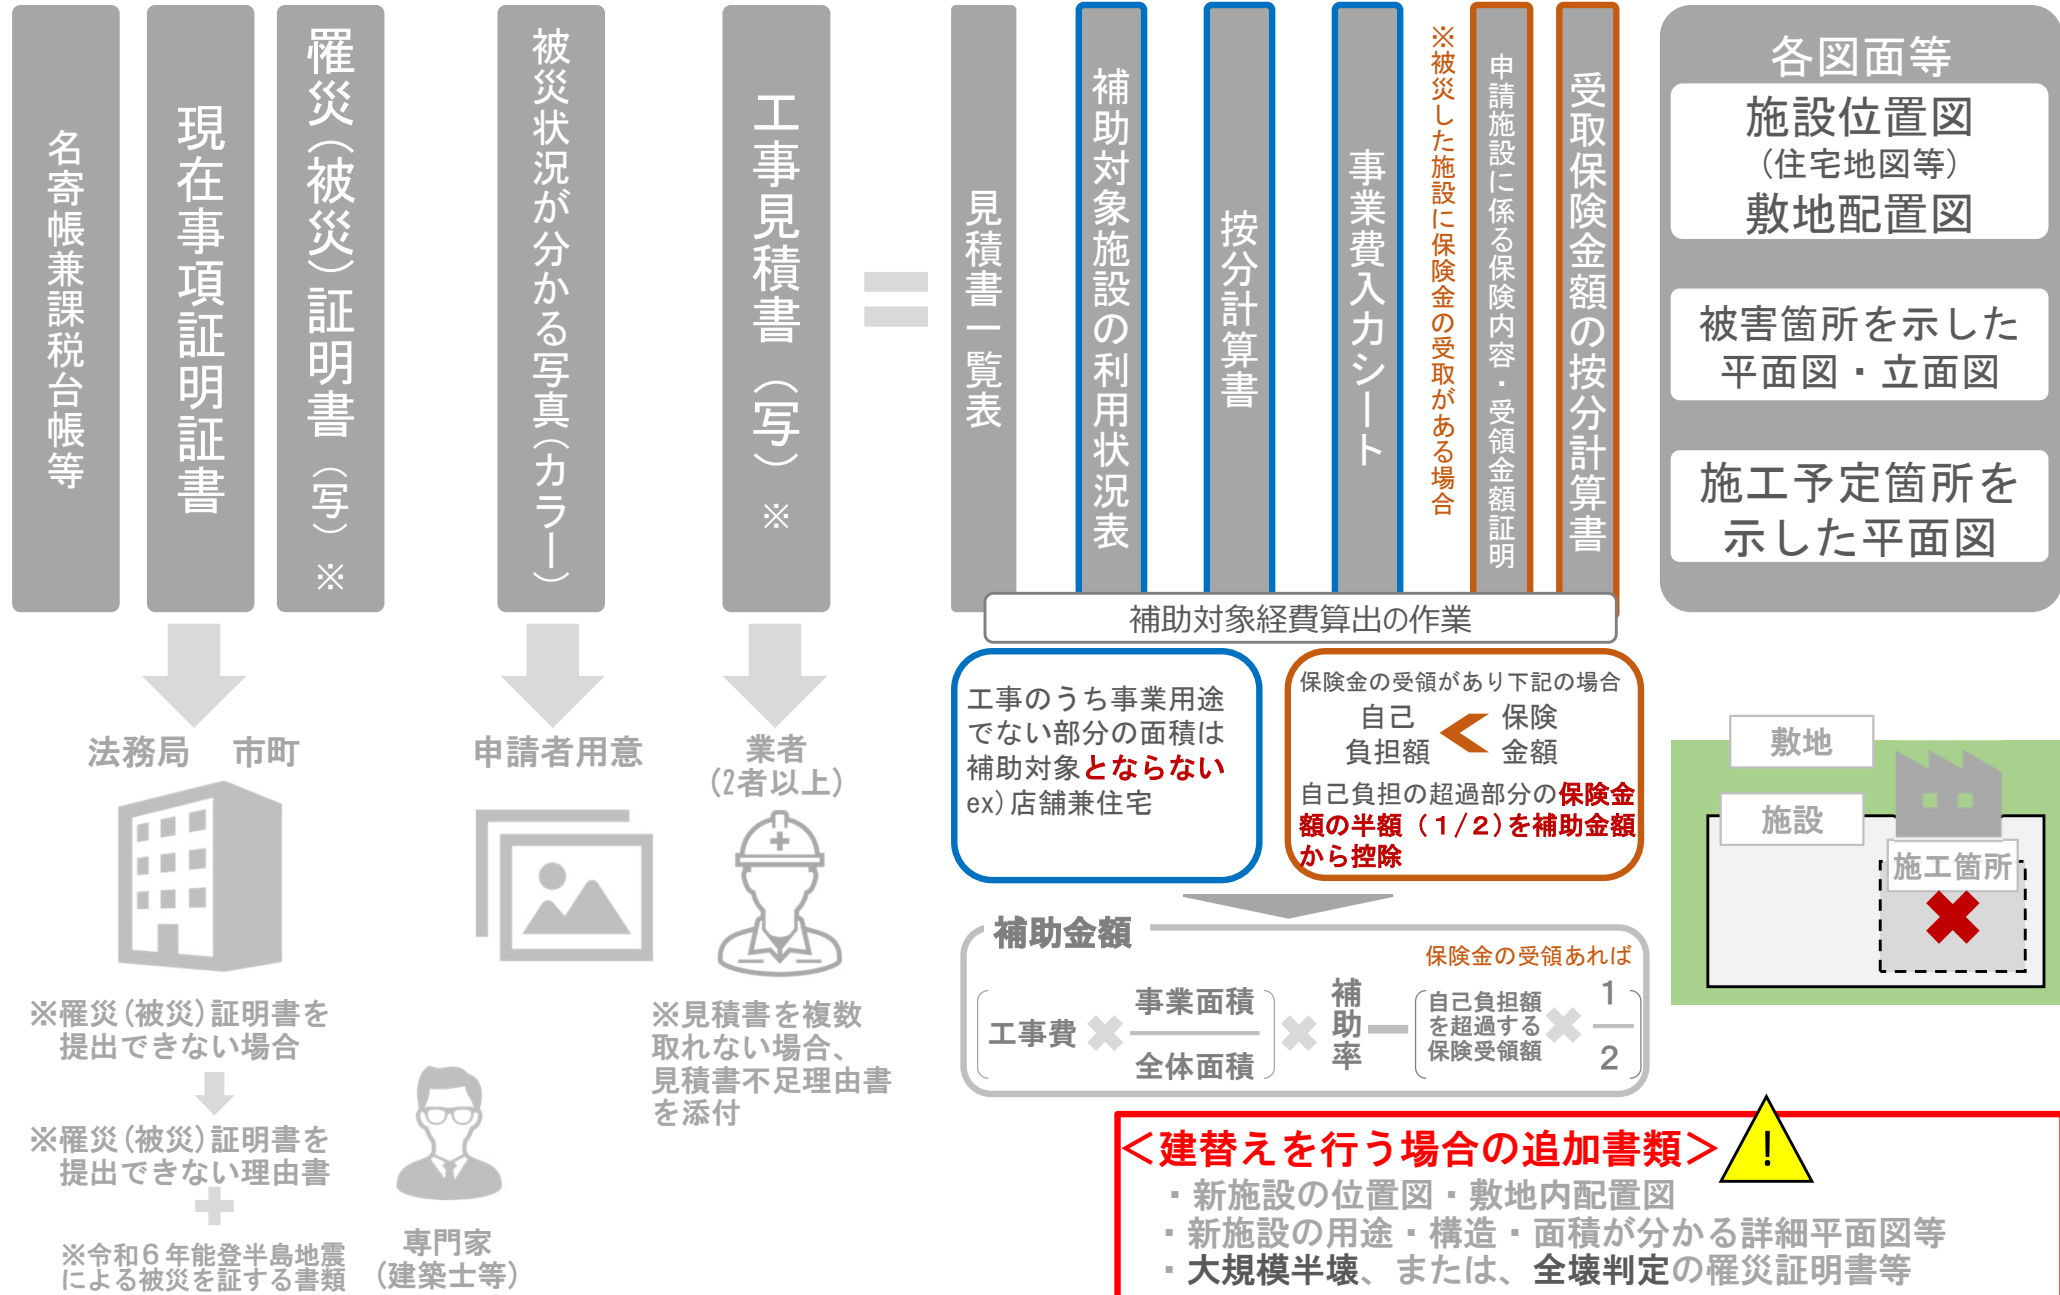 名寄帳兼課税台帳等
現在事項証明証書
罹災(被災)証明書(写)※
被災状況が分かる写真(カラー)
工事見積書(写)※
見積書一覧表
補助対象施設の利用状況表
按分計算書
事業費入力シート
※被災した施設に保険金の受取がある場合
申請施設に係る保険内容・受領金額証明
受取保険金額の按分計算書
各図面等
施設位置図
(住宅地図等)
敷地配置図
被害箇所を示した
平面図・立面図
施工予定箇所を
示した平面図
補助対象経費算出の作業
法務局 市町
申請者用意
業者
(2者以上)
工事のうち事業用途
でない部分の面積は
補助対象とならない
ex)店舗兼住宅
保険金の受領があり下記の場合
自己
負担額
保険
金額
自己負担の超過部分の保険金
額の半額(1/2)を補助金額
から控除
敷地
施設
施工箇所
※罹災(被災)証明書を
提出できない場合
※罹災(被災)証明書を
提出できない理由書
※令和6年能登半島地震
による被災を証する書類
専門家
(建築士等)
※見積書を複数
取れない場合、
見積書不足理由書
を添付
補助金額
保険金の受領あれば
工事費
事業面積
全体面積
補助率
自己負担額
を超過する
保険受領額
1
2
<建替えを行う場合の追加書類>
!
・新施設の位置図・敷地内配置図
・新施設の用途・構造・面積が分かる詳細平面図等
・大規模半壊、または、全壊判定の罹災証明書等